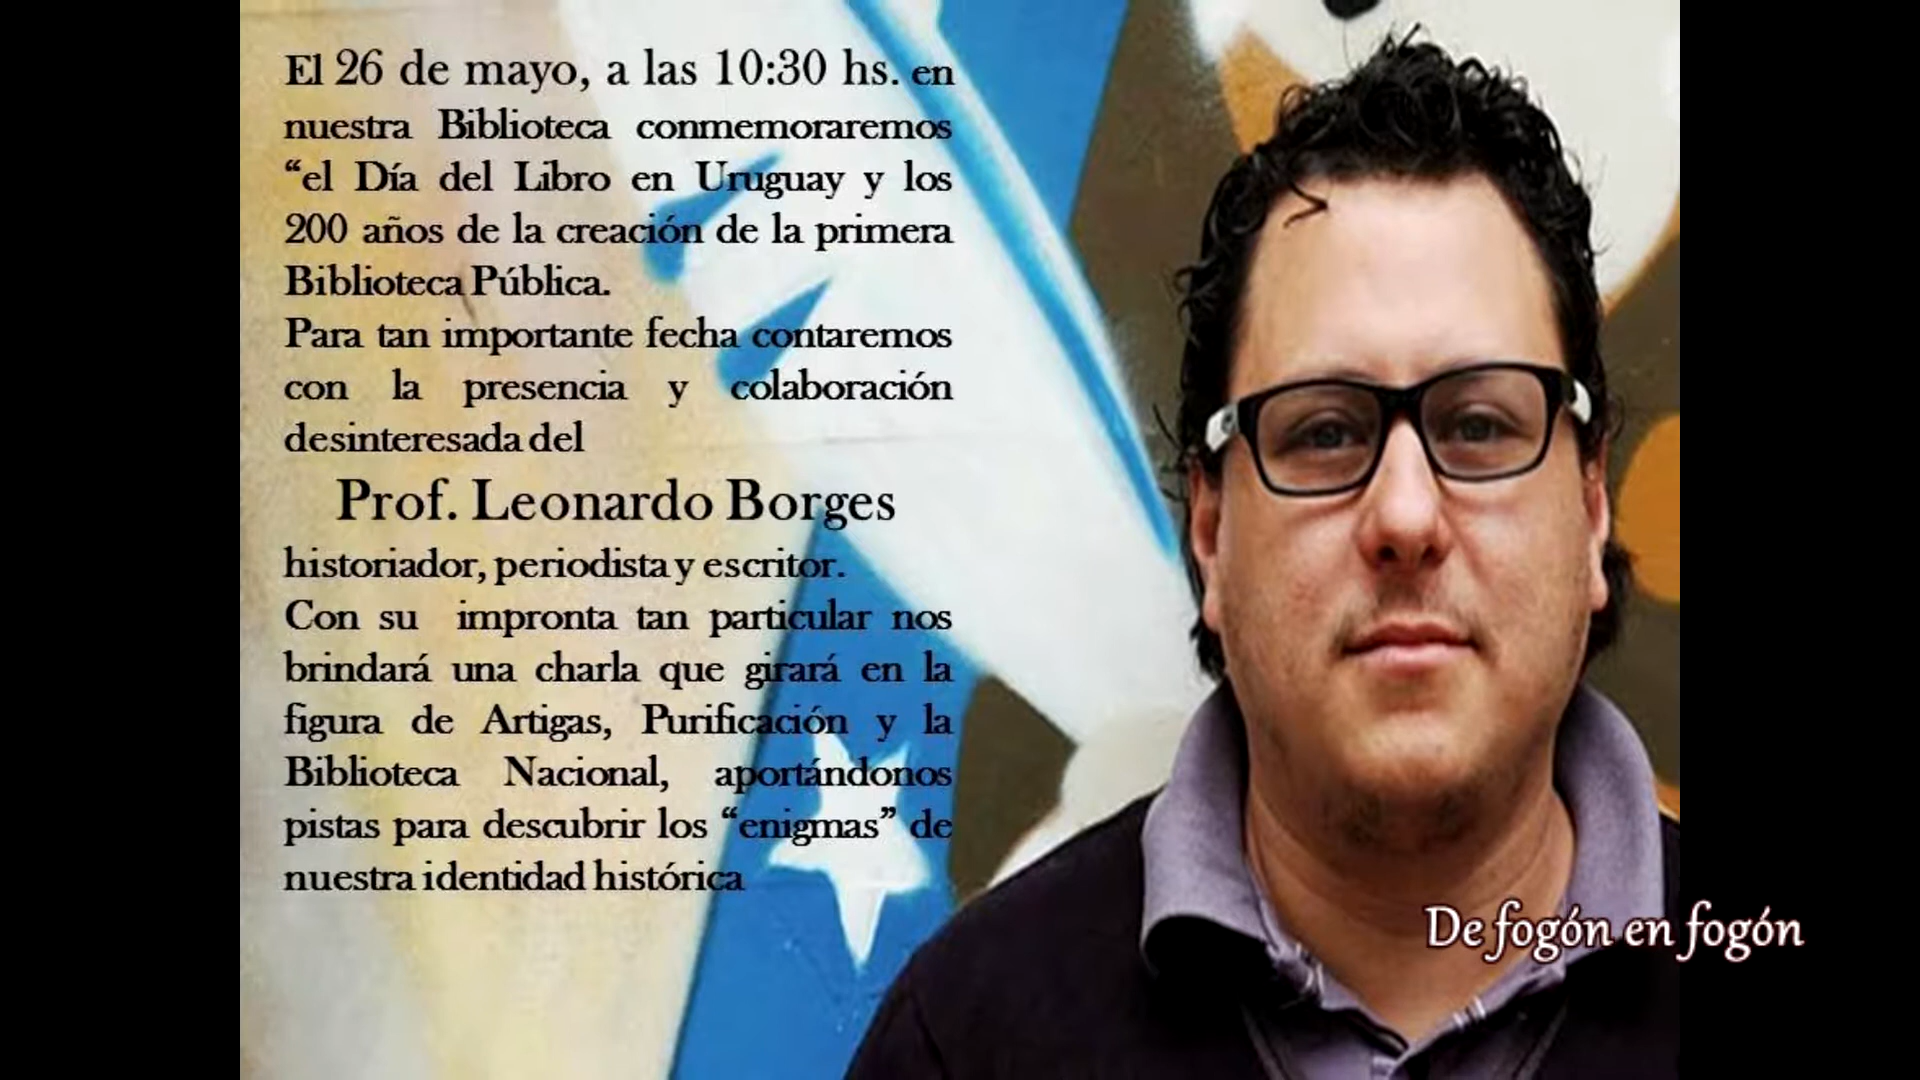 El 26 de mayo, a las 10:30 hs. en
nuestra Biblioteca conmemoraremos
“el Día del Libro en Uruguay y los
200 años de la creación de la primera
Biblioteca Pública.
Para tan importante fecha contaremos
con la presencia y colaboración
desinteresada del
Prof. Leonardo Borges
historiador, periodista y escritor.
Con su impronta tan particular nos
brindará una charla que girará en la
figura de Artigas, Purificación y la
Biblioteca Nacional, aportándonos
pistas para descubrir los “enigmas” de
nuestra identidad histórica
De fogón en fogón